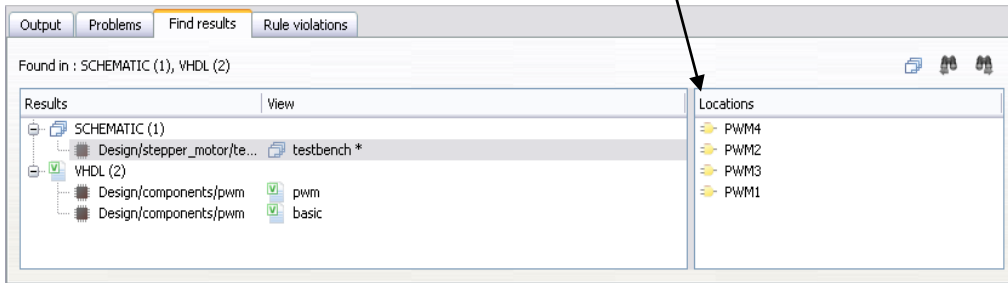 Output Problems Find results Rule violations
Found in : SCHEMATIC (1), VHDL (2)
Results View Locations
SCHEMATIC (1) PWM4
Design/stepper_motor/te... testbench * PWM2
VHDL (2) PWM3
Design/components/pwm pwm PWM1
Design/components/pwm basic